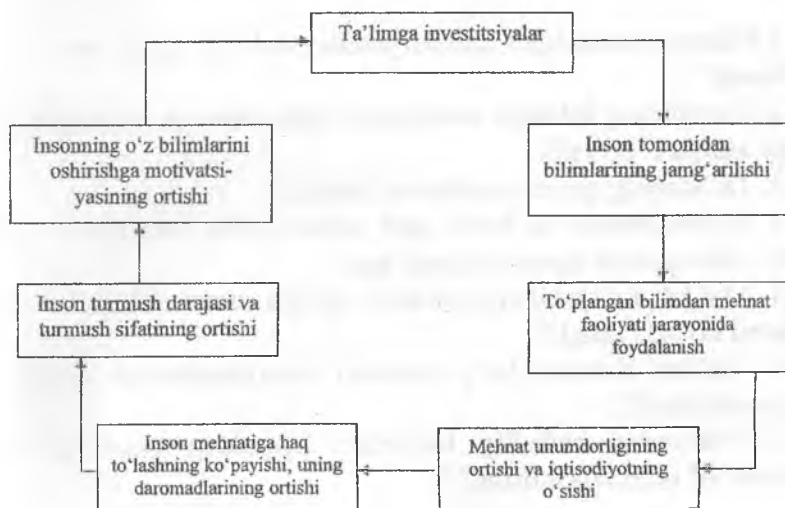 Ta’limga investitsiyalar
Inson tomonidan
bilimlarining jamg‘arilishi
To‘plangan bilimdan mehnat
faoliyati jarayonida
foydalanish
Mehnat unumdorligining
ortishi va iqtisodiyotning
o‘sishi
Inson mehnatiga haq
to‘lashning ko‘payishi, uning
daromadlarining ortishi
Inson turmush darajasi va
turmush sifatining ortishi
Insonning o‘z bilimlarini
oshirishga motivatsi-
yasining ortishi